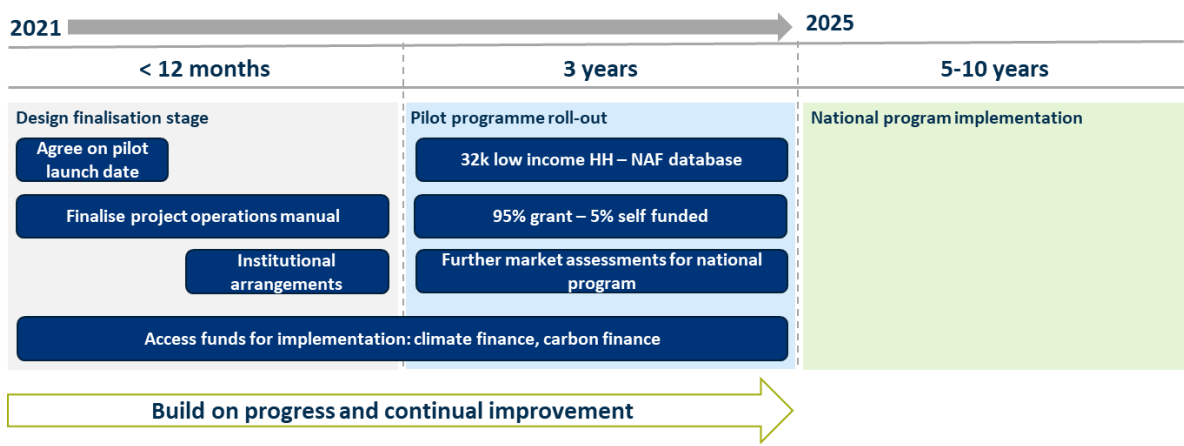 2021
2025
< 12 months
3 years
5-10 years
Design finalisation stage
Pilot programme roll-out
National program implementation
Agree on pilot
launch date
32k low income HH – NAF database
Finalise project operations manual
95% grant – 5% self funded
Institutional
arrangements
Further market assessments for national
program
Access funds for implementation: climate finance, carbon finance
Build on progress and continual improvement